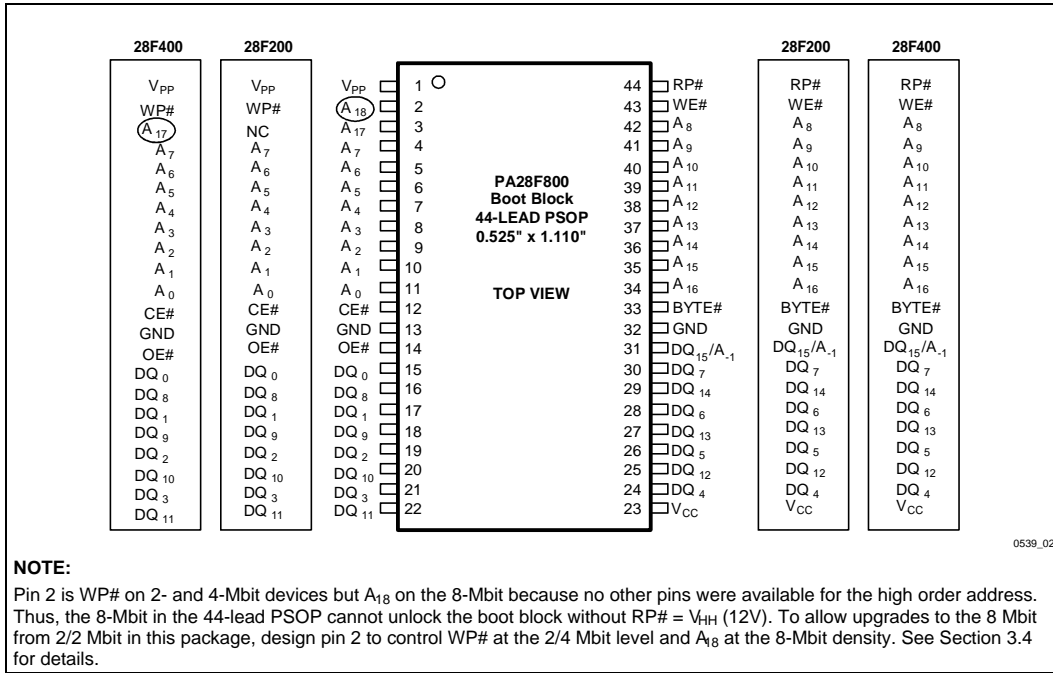 28F400 28F200 28F200 28F400
VPP VPP VPP 1 44 RP# RP# RP#
WP# WP# A18 2 43 WE# WE# WE#
A17 NC A17 3 42 A8 A8 A8
A7 A7 A7 4 41 A9 A9 A9
A6 A6 A6 5 40 A10 A10 A10
A5 A5 A5 6 PA28F800 39 A11 A11 A11
A4 A4 A4 7 Boot Block 38 A12 A12 A12
A3 A3 A3 8 44-LEAD PSOP 37 A13 A13 A13
A2 A2 A2 9 0.525" x 1.110" 36 A14 A14 A14
A1 A1 A1 10 35 A15 A15 A15
A0 A0 A0 11 TOP VIEW 34 A16 A16 A16
CE# CE# CE# 12 33 BYTE# BYTE# BYTE#
GND GND GND 13 32 GND GND GND
OE# OE# OE# 14 31 DQ15/A-1 DQ15/A-1 DQ15/A-1
DQ0 DQ0 DQ0 15 30 DQ7 DQ7 DQ7
DQ8 DQ8 DQ8 16 29 DQ14 DQ14 DQ14
DQ1 DQ1 DQ1 17 28 DQ6 DQ6 DQ6
DQ9 DQ9 DQ9 18 27 DQ13 DQ13 DQ13
DQ2 DQ2 DQ2 19 26 DQ5 DQ5 DQ5
DQ10 DQ10 DQ10 20 25 DQ12 DQ12 DQ12
DQ3 DQ3 DQ3 21 24 DQ4 DQ4 DQ4
DQ11 DQ11 DQ11 22 23 VCC VCC VCC
0539_02
NOTE:
Pin 2 is WP# on 2- and 4-Mbit devices but A18 on the 8-Mbit because no other pins were available for the high order address.
Thus, the 8-Mbit in the 44-lead PSOP cannot unlock the boot block without RP# = VHH (12V). To allow upgrades to the 8 Mbit
from 2/2 Mbit in this package, design pin 2 to control WP# at the 2/4 Mbit level and A18 at the 8-Mbit density. See Section 3.4
for details.